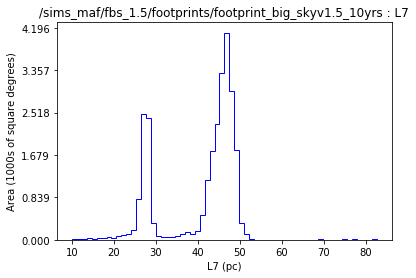 /sims_maf/fbs_1.5/footprints/footprint_big_skyv1.5_10yrs : L7
4.196
3.357
2.518
1.679
0.839
0.000
Area (1000s of square degrees)
10 20 30 40 50 60 70 80
L7 (pc)